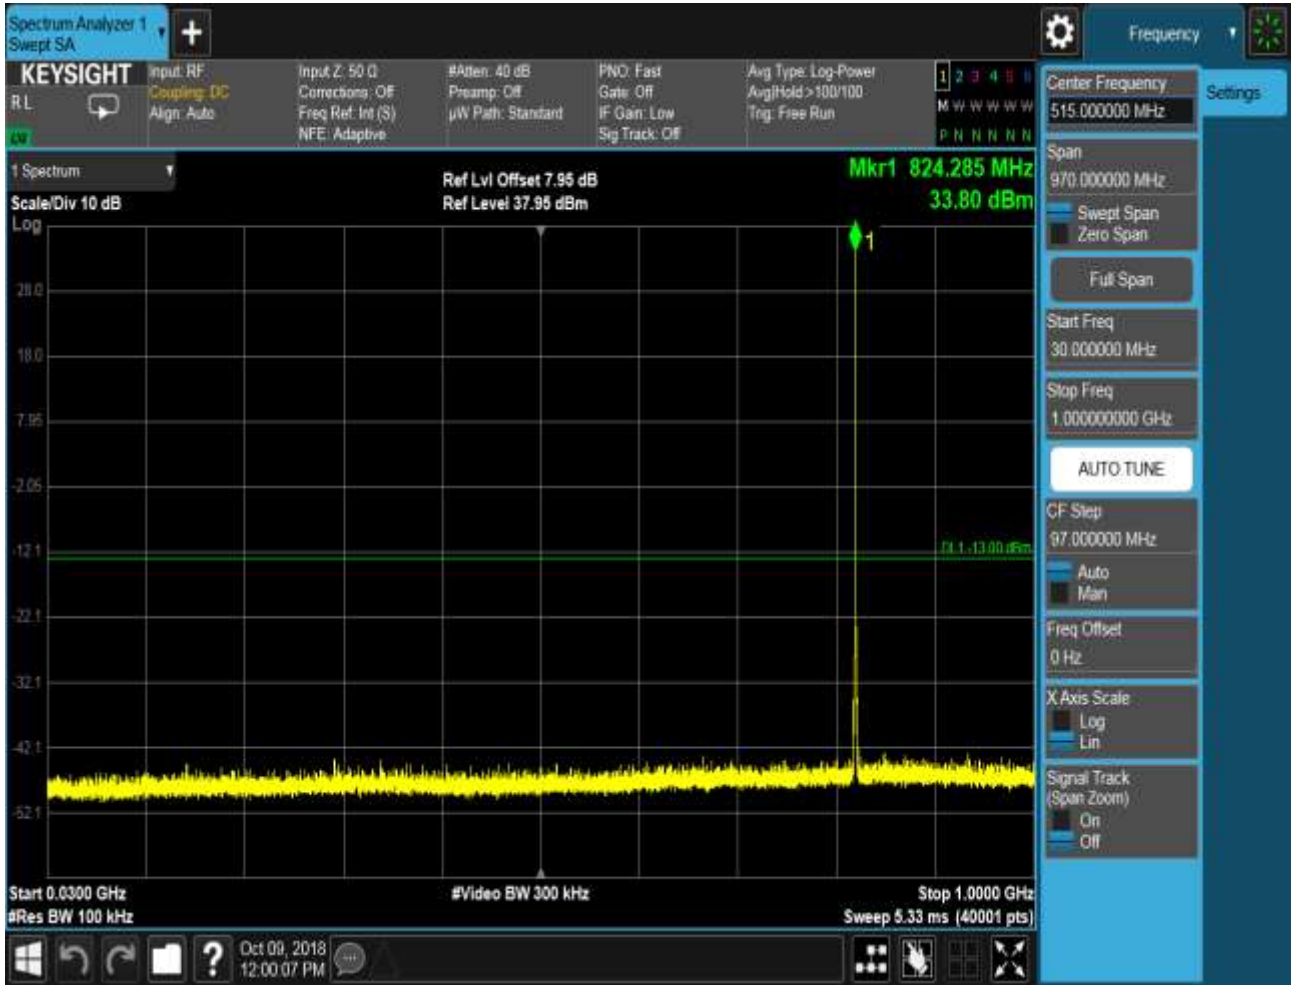 Spectrum Analyzer 1
Swept SA
+
Frequency
KEYSIGHT
R L
Input: RF
Coupling: DC
Align: Auto
Input Z: 50 Ω
Corrections: Off
Freq Ref: Int (S)
NFE: Adaptive
#Atten: 40 dB
Preamp: Off
µW Path: Standard
PNO: Fast
Gate: Off
IF Gain: Low
Sig Track: Off
Avg Type: Log-Power
Avg|Hold:>100/100
Trig: Free Run
1 2 3 4 5 6
M W W W W W
P N N N N N
1 Spectrum
Scale/Div 10 dB
Log
Ref Lvl Offset 7.95 dB
Ref Level 37.95 dBm
Mkr1 824.285 MHz
33.80 dBm
1
28.0
18.0
7.95
-2.05
-12.1
DL1 -13.00 dBm
-22.1
-32.1
-42.1
-52.1
Start 0.0300 GHz
#Video BW 300 kHz
Stop 1.0000 GHz
#Res BW 100 kHz
Sweep 5.33 ms (40001 pts)
?
Oct 09, 2018
12:00:07 PM
Center Frequency
515.000000 MHz
Settings
Span
970.000000 MHz
Swept Span
Zero Span
Full Span
Start Freq
30.000000 MHz
Stop Freq
1.000000000 GHz
AUTO TUNE
CF Step
97.000000 MHz
Auto
Man
Freq Offset
0 Hz
X Axis Scale
Log
Lin
Signal Track
(Span Zoom)
On
Off